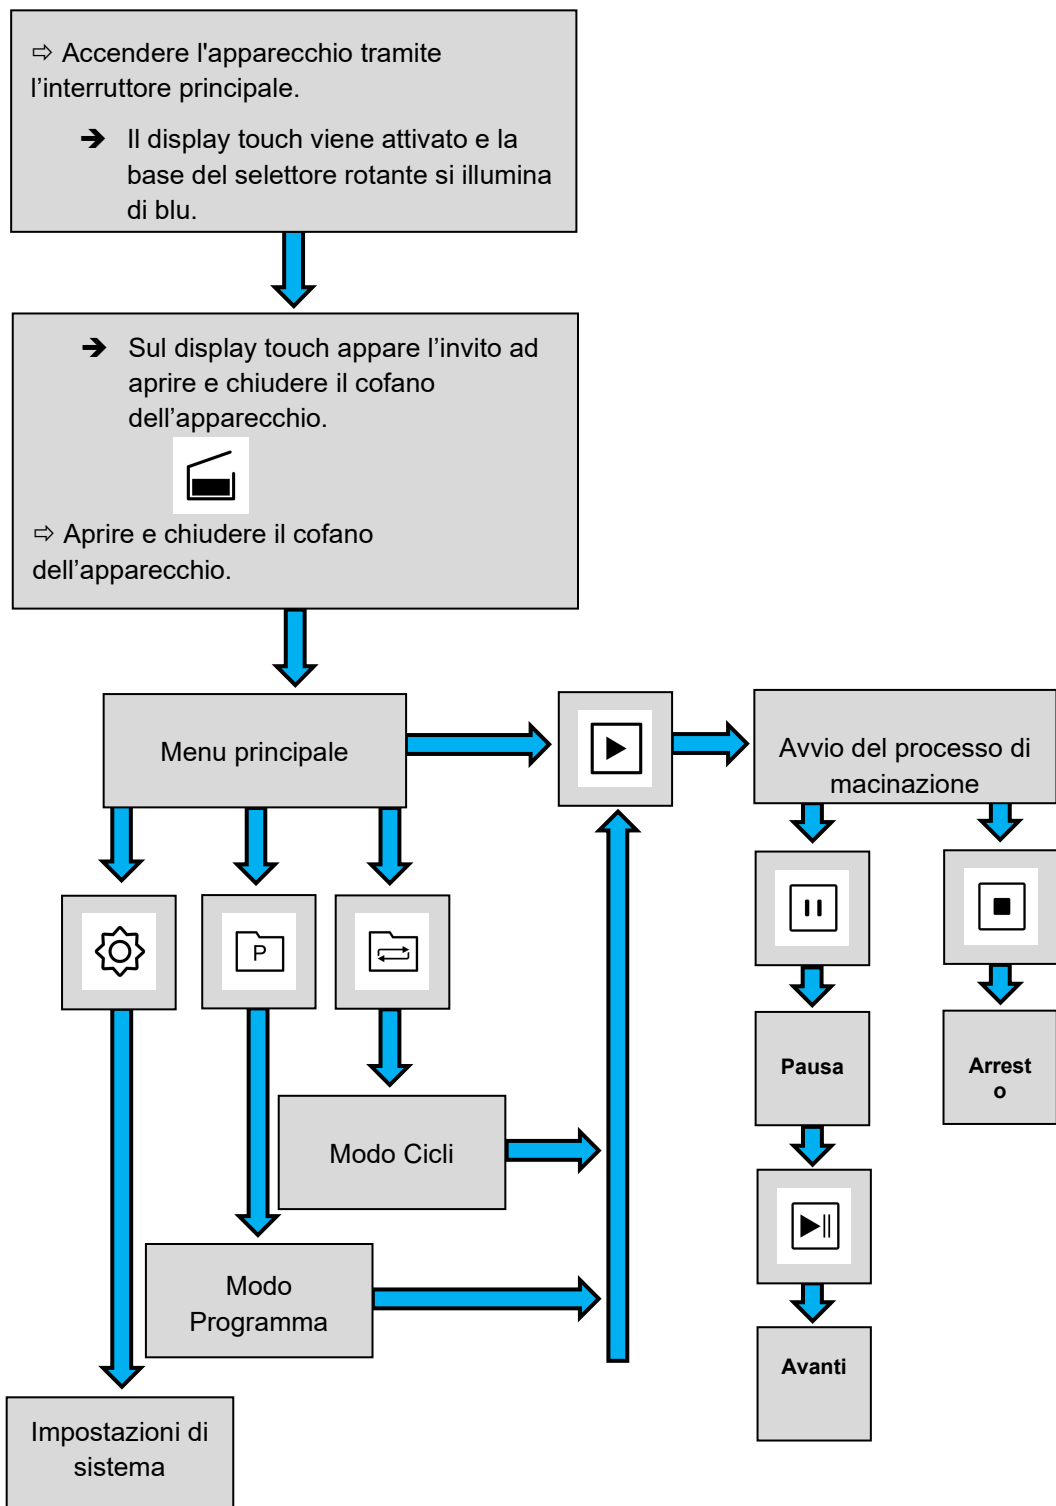 ⇨ Accendere l'apparecchio tramite
l’interruttore principale.
➔ Il display touch viene attivato e la
base del selettore rotante si illumina
di blu.
➔ Sul display touch appare l’invito ad
aprire e chiudere il cofano
dell’apparecchio.
⇨ Aprire e chiudere il cofano
dell’apparecchio.
Menu principale
Avvio del processo di
macinazione
P
Pausa
Arrest
o
Modo Cicli
Modo
Programma
Avanti
Impostazioni di
sistema